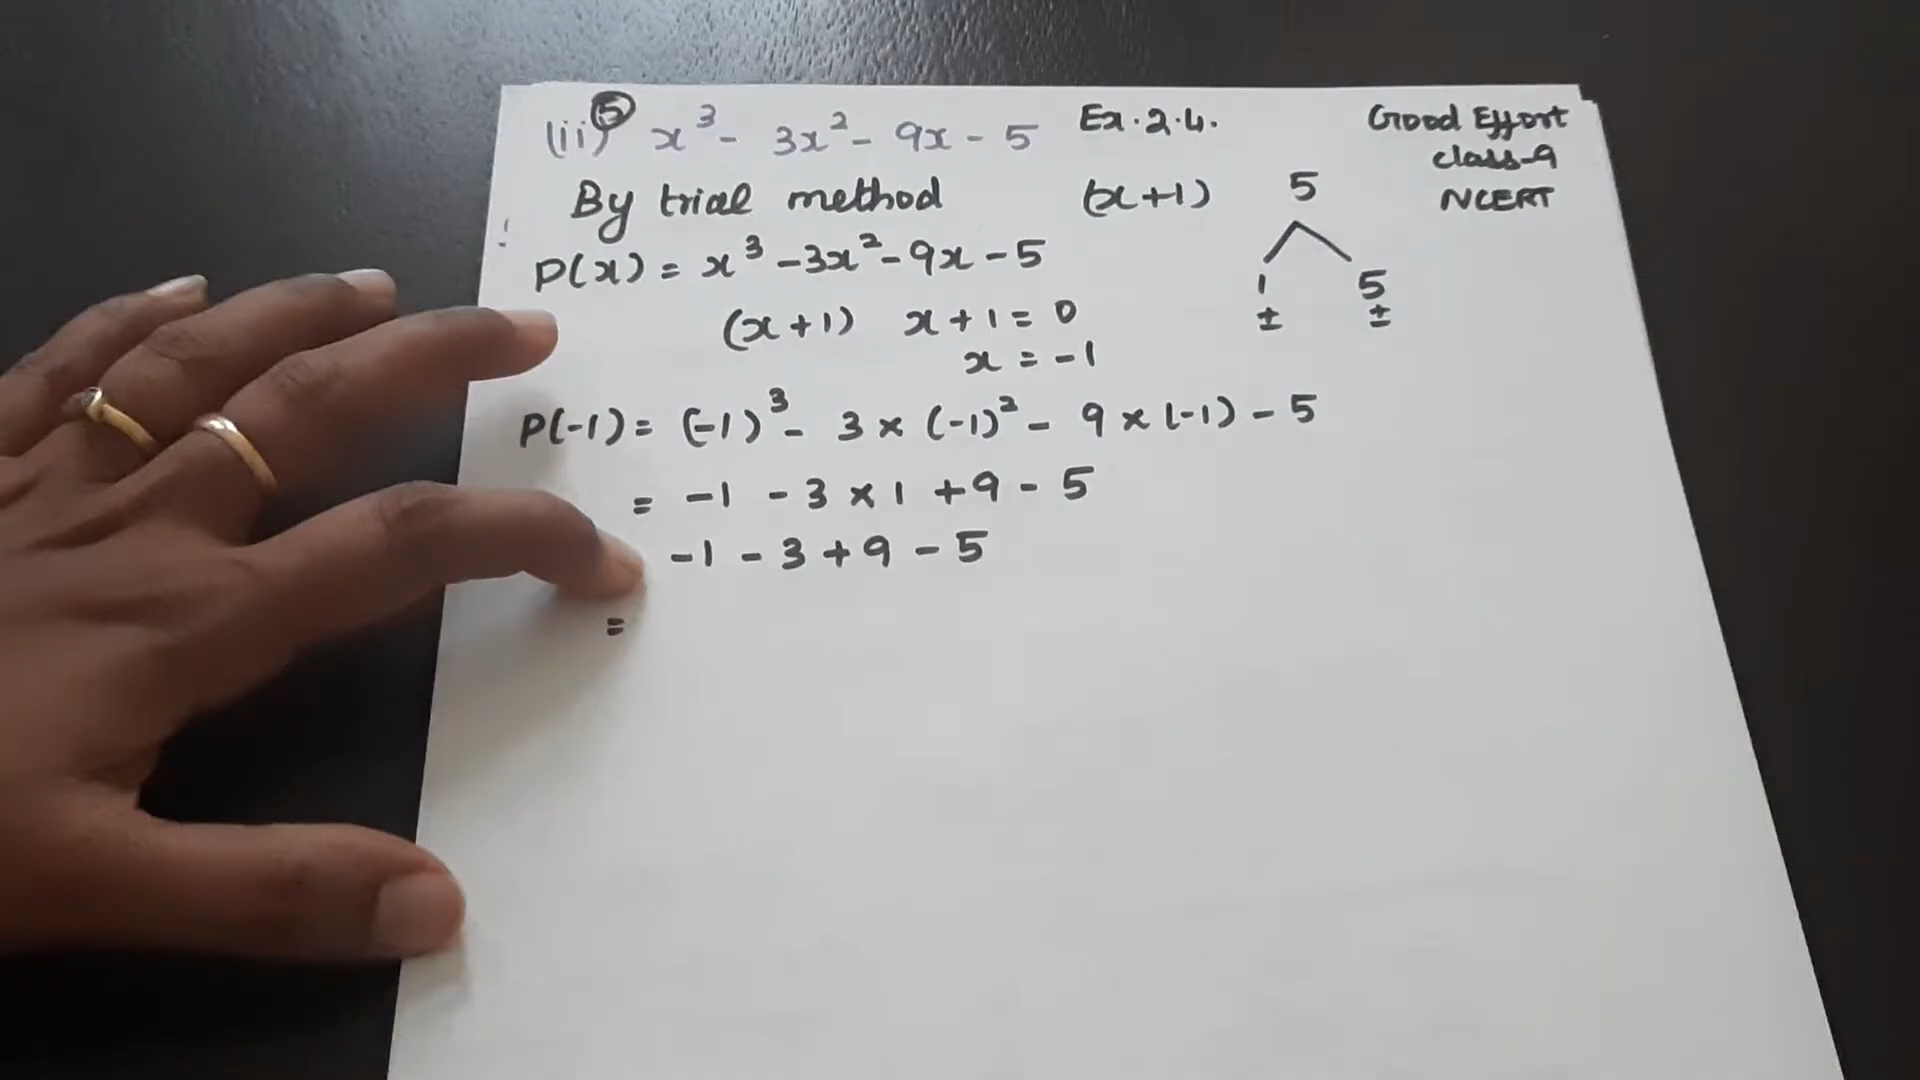 (ii) ⑤ x³ - 3x² - 9x - 5 Ex.2.4. Good Effort
class-9
By trial method (x+1) 5 NCERT
P(x) = x³ - 3x² - 9x - 5
1 5
(x+1) x+1 = 0 ± ±
x = -1
P(-1) = (-1)³ - 3 × (-1)² - 9 × (-1) - 5
= -1 - 3 × 1 + 9 - 5
-1 - 3 + 9 - 5
=